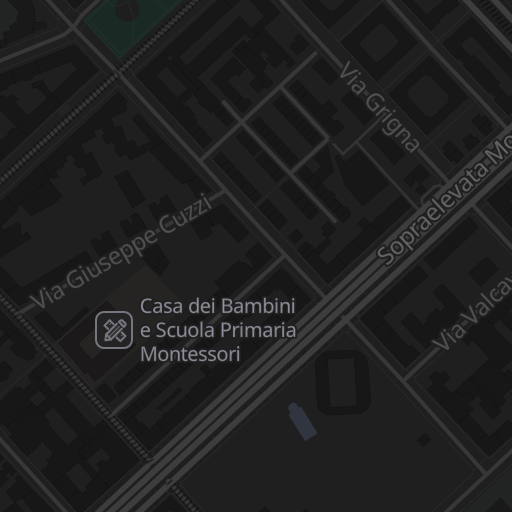 Via Grigna
Sopraelevata Mo
Via Giuseppe Cuzzi
Casa dei Bambini
e Scuola Primaria
Montessori
Via Valcav